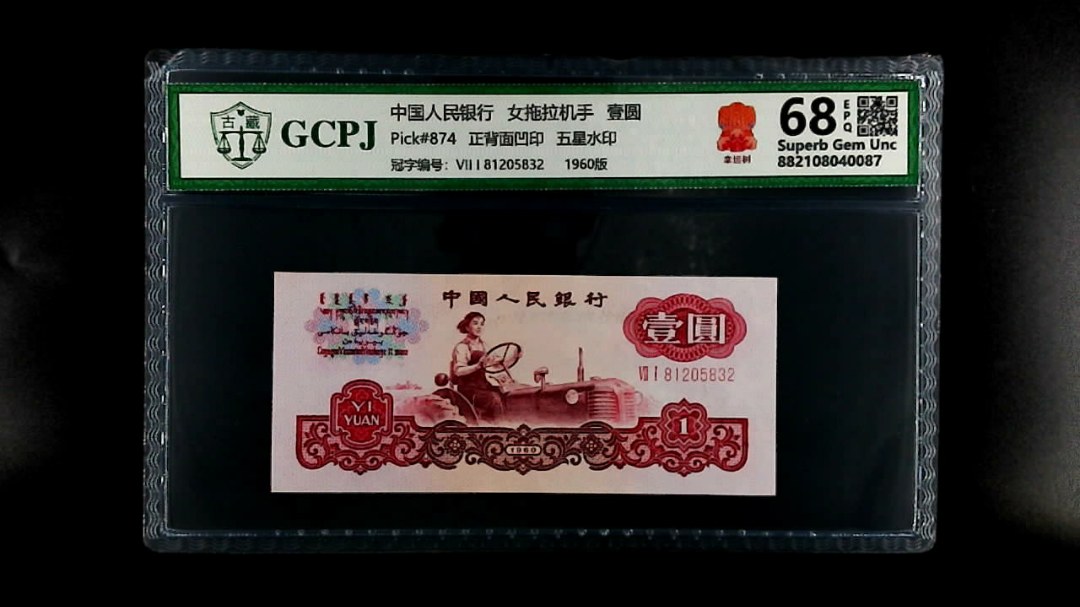 古藏
GCPJ
中国人民银行 女拖拉机手 壹圆
Pick#874 正背面凹印 五星水印
冠字编号: VII I 81205832 1960版
68 EPQ
Superb Gem Unc
882108040087
中國人民銀行
壹圓
VII I 81205832
YI
YUAN
1
1960